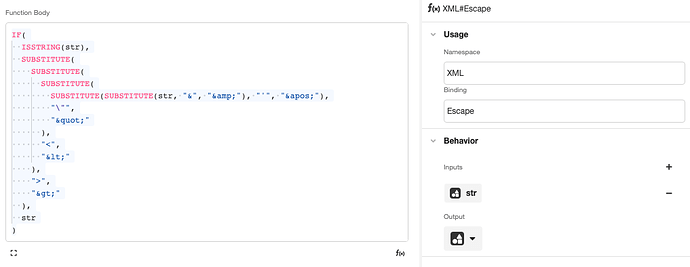 Function Body
IF(
ISSTRING(str),
SUBSTITUTE(
SUBSTITUTE(
SUBSTITUTE(
SUBSTITUTE(SUBSTITUTE(str, "&", "&amp;"), "'", "&apos;"),
"\"",
"&quot;"
),
"<",
"&lt;"
),
">",
"&gt;"
),
str
)
f(x)
f(x) XML#Escape
Usage
Namespace
XML
Binding
Escape
Behavior
Inputs
+
str
−
Output